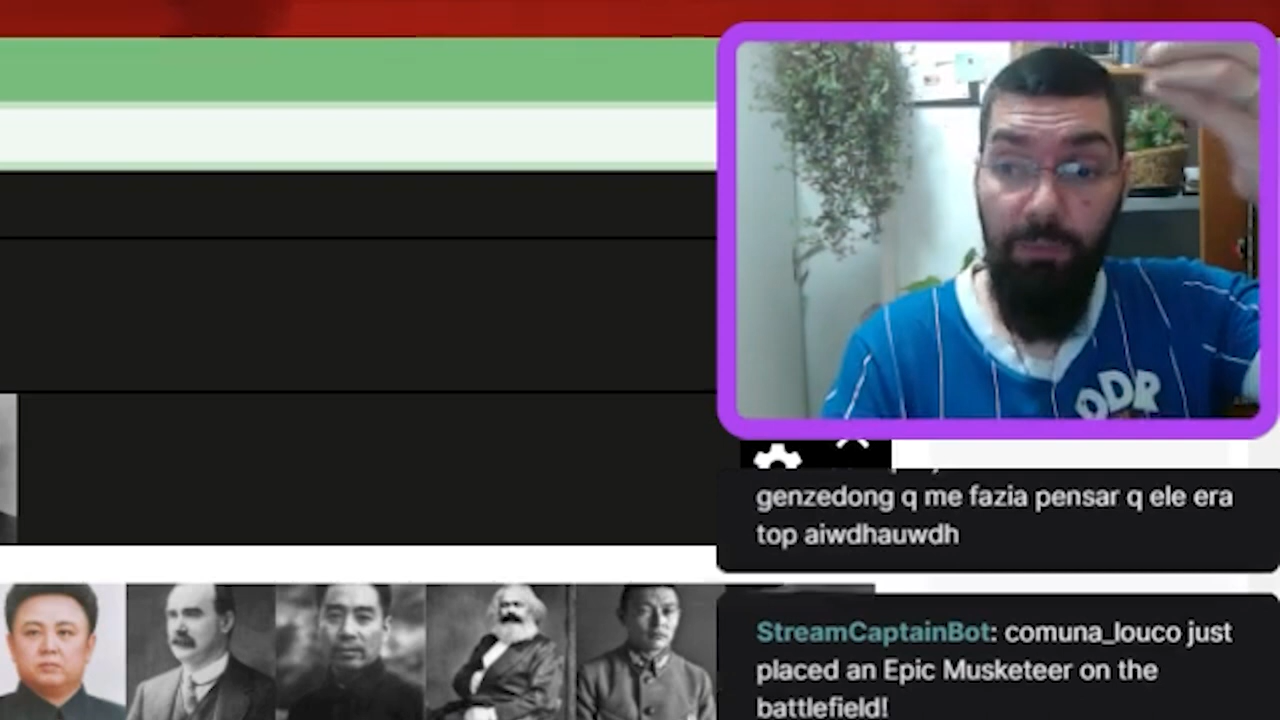 DDR
genzedong q me fazia pensar q ele era
top aiwdhauwdh
StreamCaptainBot: comuna_louco just
placed an Epic Musketeer on the
battlefield!